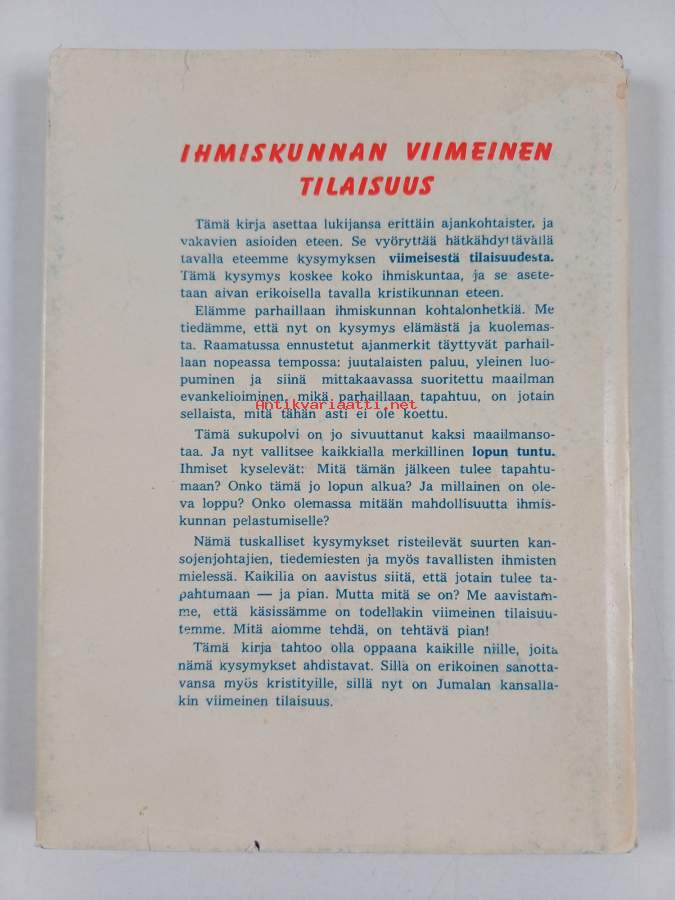 IHMISKUNNAN VIIMEINEN
TILAISUUS
Tämä kirja asettaa lukijansa erittäin ajankohtaisten ja
vakavien asioiden eteen. Se vyöryttää hätkähdyttävällä
tavalla eteemme kysymyksen viimeisestä tilaisuudesta.
Tämä kysymys koskee koko ihmiskuntaa, ja se asete-
taan aivan erikoisella tavalla kristikunnan eteen.
Elämme parhaillaan ihmiskunnan kohtalonhetkiä. Me
tiedämme, että nyt on kysymys elämästä ja kuolemas-
ta. Raamatussa ennustetut ajanmerkit täyttyvät parhail-
laan nopeassa tempossa: juutalaisten paluu, yleinen luo-
puminen ja siinä mittakaavassa suoritettu maailman
evankelioiminen, mikä parhaillaan tapahtuu, on jotain
Antikvariaatti.net
sellaista, mitä tähän asti ei ole koettu.
Tämä sukupolvi on jo sivuuttanut kaksi maailmanso-
taa. Ja nyt vallitsee kaikkialla merkillinen lopun tuntu.
Ihmiset kyselevät: Mitä tämän jälkeen tulee tapahtu-
maan? Onko tämä jo lopun alkua? Ja millainen on ole-
va loppu? Onko olemassa mitään mahdollisuutta ihmis-
kunnan pelastumiselle?
Nämä tuskalliset kysymykset risteilevät suurten kan-
sojenjohtajien, tiedemiesten ja myös tavallisten ihmisten
mielessä. Kaikilla on aavistus siitä, että jotain tulee ta-
pahtumaan — ja pian. Mutta mitä se on? Me aavistam-
me, että käsissämme on todellakin viimeinen tilaisuu-
temme. Mitä aiomme tehdä, on tehtävä pian!
Tämä kirja tahtoo olla oppaana kaikille niille, joita
nämä kysymykset ahdistavat. Sillä on erikoinen sanotta-
vansa myös kristityille, sillä nyt on Jumalan kansalla-
kin viimeinen tilaisuus.